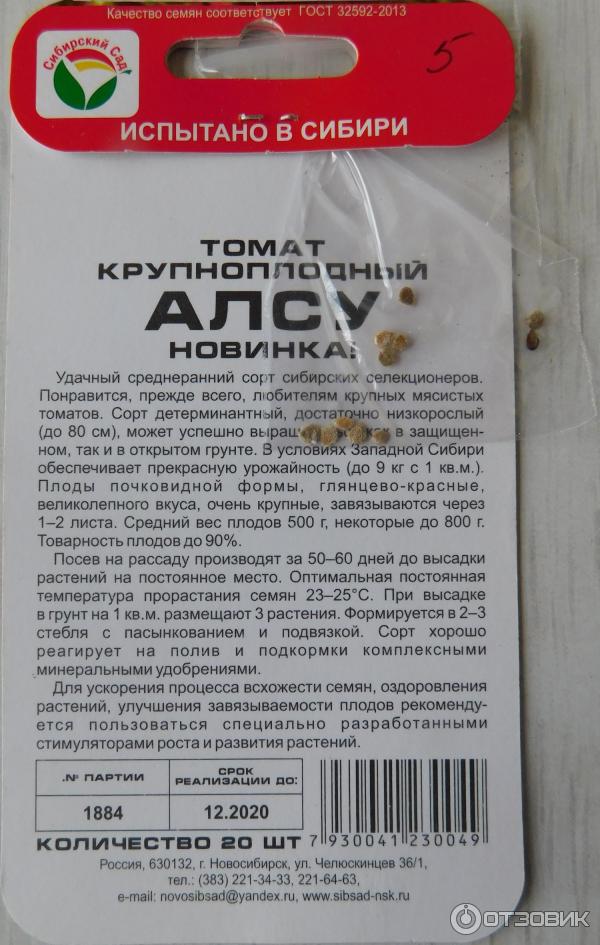 Качество семян соответствует ГОСТ 32592-2013
Сибирский Сад
5
ИСПЫТАНО В СИБИРИ
ТОМАТ
КРУПНОПЛОДНЫЙ
АЛСУ
НОВИНКА!
Удачный среднеранний сорт сибирских селекционеров.
Понравится, прежде всего, любителям крупных мясистых
томатов. Сорт детерминантный, достаточно низкорослый
(до 80 см), может успешно в защищен-
ном, так и в открытом грунте. В условиях Западной Сибири
обеспечивает прекрасную урожайность (до 9 кг с 1 кв.м.).
Плоды почковидной формы, глянцево-красные,
великолепного вкуса, очень крупные, завязываются через
1–2 листа. Средний вес плодов 500 г, некоторые до 800 г.
Товарность плодов до 90%.
Посев на рассаду производят за 50–60 дней до высадки
растений на постоянное место. Оптимальная постоянная
температура прорастания семян 23–25°С. При высадке
в грунт на 1 кв.м. размещают 3 растения. Формируется в 2–3
стебля с пасынкованием и подвязкой. Сорт хорошо
реагирует на полив и подкормки комплексными
минеральными удобрениями.
Для ускорения процесса всхожести семян, оздоровления
растений, улучшения завязываемости плодов рекоменду-
ется пользоваться специально разработанными
стимуляторами роста и развития растений.
.№ ПАРТИИ
СРОК
РЕАЛИЗАЦИИ ДО:
1884
12.2020
КОЛИЧЕСТВО 20 ШТ
7 930041 230049
Россия, 630132, г. Новосибирск, ул. Челюскинцев 36/1,
тел.: (383) 221-34-33, 221-64-63,
e-mail: novosibsad@yandex.ru, www.sibsad-nsk.ru
ОТЗОВИК